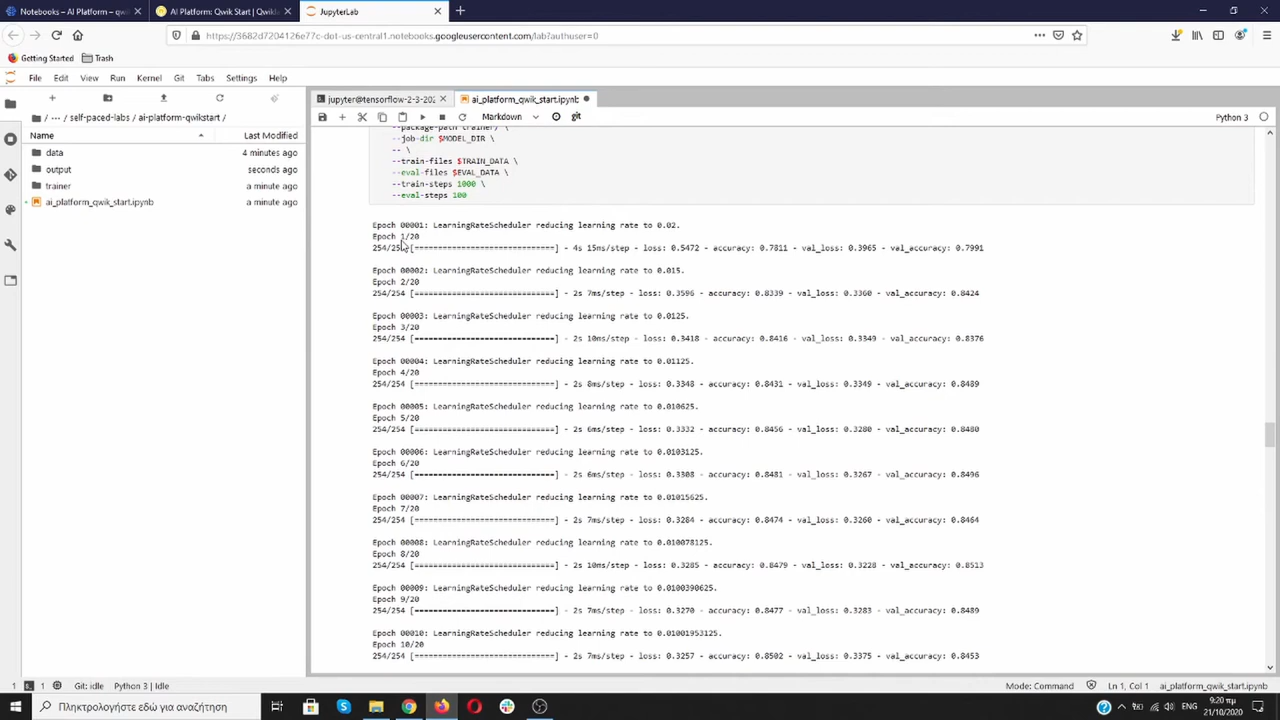 Notebooks – AI Platform – qwik
AI Platform: Qwik Start | Qwikla
JupyterLab
https://3682d7204126e77c-dot-us-central1.notebooks.googleusercontent.com/lab?authuser=0
Getting Started
Trash
File Edit View Run Kernel Git Tabs Settings Help
jupyter@tensorflow-2-3-202
ai_platform_qwik_start.ipynb
Markdown
git
Python 3
/ ··· / self-paced-labs / ai-platform-qwikstart /
Name
Last Modified
data
4 minutes ago
output
seconds ago
trainer
a minute ago
ai_platform_qwik_start.ipynb
a minute ago
--package-path trainer/ \
--job-dir $MODEL_DIR \
-- \
--train-files $TRAIN_DATA \
--eval-files $EVAL_DATA \
--train-steps 1000 \
--eval-steps 100
Epoch 00001: LearningRateScheduler reducing learning rate to 0.02.
Epoch 1/20
254/254 [==============================] - 4s 15ms/step - loss: 0.5472 - accuracy: 0.7811 - val_loss: 0.3965 - val_accuracy: 0.7991
Epoch 00002: LearningRateScheduler reducing learning rate to 0.015.
Epoch 2/20
254/254 [==============================] - 2s 7ms/step - loss: 0.3596 - accuracy: 0.8339 - val_loss: 0.3360 - val_accuracy: 0.8424
Epoch 00003: LearningRateScheduler reducing learning rate to 0.0125.
Epoch 3/20
254/254 [==============================] - 2s 10ms/step - loss: 0.3418 - accuracy: 0.8416 - val_loss: 0.3349 - val_accuracy: 0.8376
Epoch 00004: LearningRateScheduler reducing learning rate to 0.01125.
Epoch 4/20
254/254 [==============================] - 2s 8ms/step - loss: 0.3348 - accuracy: 0.8431 - val_loss: 0.3349 - val_accuracy: 0.8489
Epoch 00005: LearningRateScheduler reducing learning rate to 0.010625.
Epoch 5/20
254/254 [==============================] - 2s 6ms/step - loss: 0.3332 - accuracy: 0.8456 - val_loss: 0.3280 - val_accuracy: 0.8480
Epoch 00006: LearningRateScheduler reducing learning rate to 0.0103125.
Epoch 6/20
254/254 [==============================] - 2s 6ms/step - loss: 0.3308 - accuracy: 0.8481 - val_loss: 0.3267 - val_accuracy: 0.8496
Epoch 00007: LearningRateScheduler reducing learning rate to 0.01015625.
Epoch 7/20
254/254 [==============================] - 2s 7ms/step - loss: 0.3284 - accuracy: 0.8474 - val_loss: 0.3260 - val_accuracy: 0.8464
Epoch 00008: LearningRateScheduler reducing learning rate to 0.010078125.
Epoch 8/20
254/254 [==============================] - 2s 10ms/step - loss: 0.3285 - accuracy: 0.8479 - val_loss: 0.3228 - val_accuracy: 0.8513
Epoch 00009: LearningRateScheduler reducing learning rate to 0.0100390625.
Epoch 9/20
254/254 [==============================] - 2s 7ms/step - loss: 0.3270 - accuracy: 0.8477 - val_loss: 0.3283 - val_accuracy: 0.8489
Epoch 00010: LearningRateScheduler reducing learning rate to 0.01001953125.
Epoch 10/20
254/254 [==============================] - 2s 7ms/step - loss: 0.3257 - accuracy: 0.8502 - val_loss: 0.3375 - val_accuracy: 0.8453
1 1 Git: idle Python 3 | Idle
Mode: Command Ln 1, Col 1 ai_platform_qwik_start.ipynb
Πληκτρολογήστε εδώ για αναζήτηση
ENG
9:20 πμ
21/10/2020